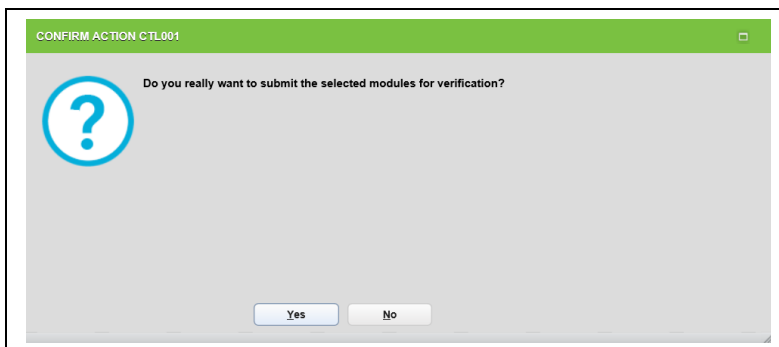 CONFIRM ACTION CTL001
Do you really want to submit the selected modules for verification?
Yes
No